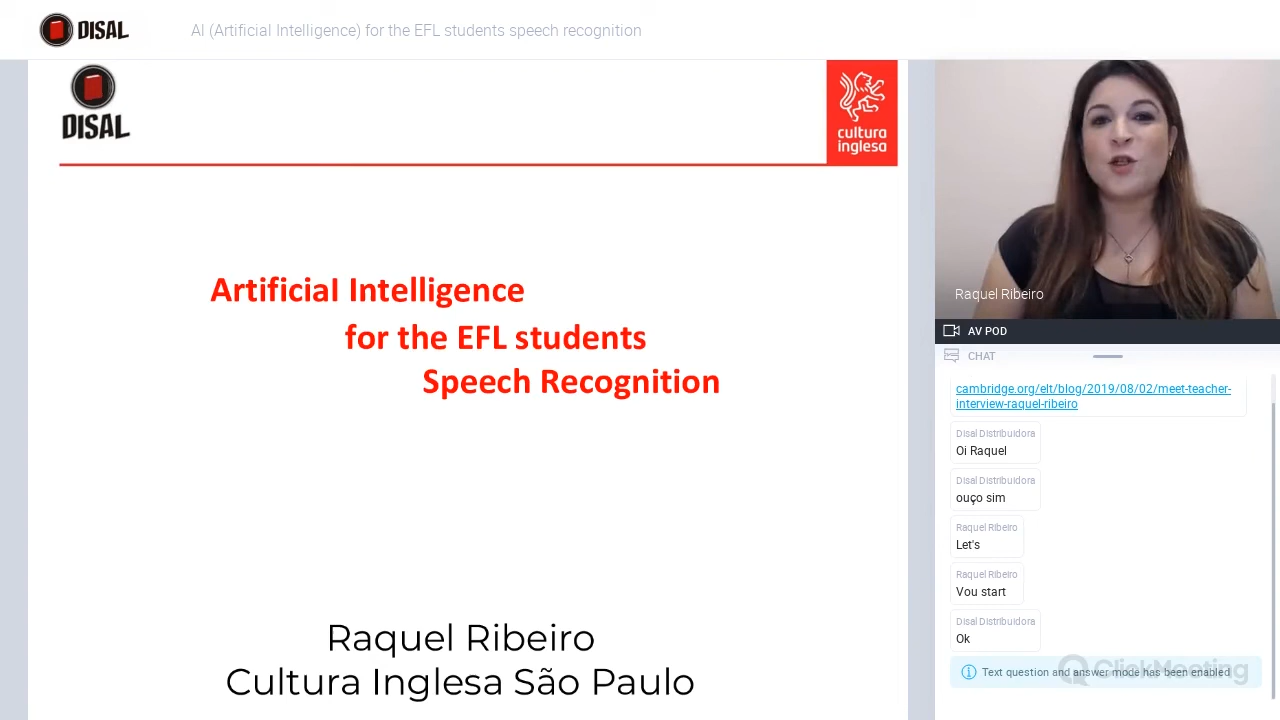 DISAL
AI (Artificial Intelligence) for the EFL students speech recognition
DISAL
cultura
inglesa
Artificial Intelligence
for the EFL students
Speech Recognition
Raquel Ribeiro
Cultura Inglesa São Paulo
Raquel Ribeiro
AV POD
CHAT
cambridge.org/elt/blog/2019/08/02/meet-teacher-
interview-raquel-ribeiro
Disal Distribuidora
Oi Raquel
Disal Distribuidora
ouço sim
Raquel Ribeiro
Let's
Raquel Ribeiro
Vou start
Disal Distribuidora
Ok
Text question and answer mode has been enabled
ClickMeeting